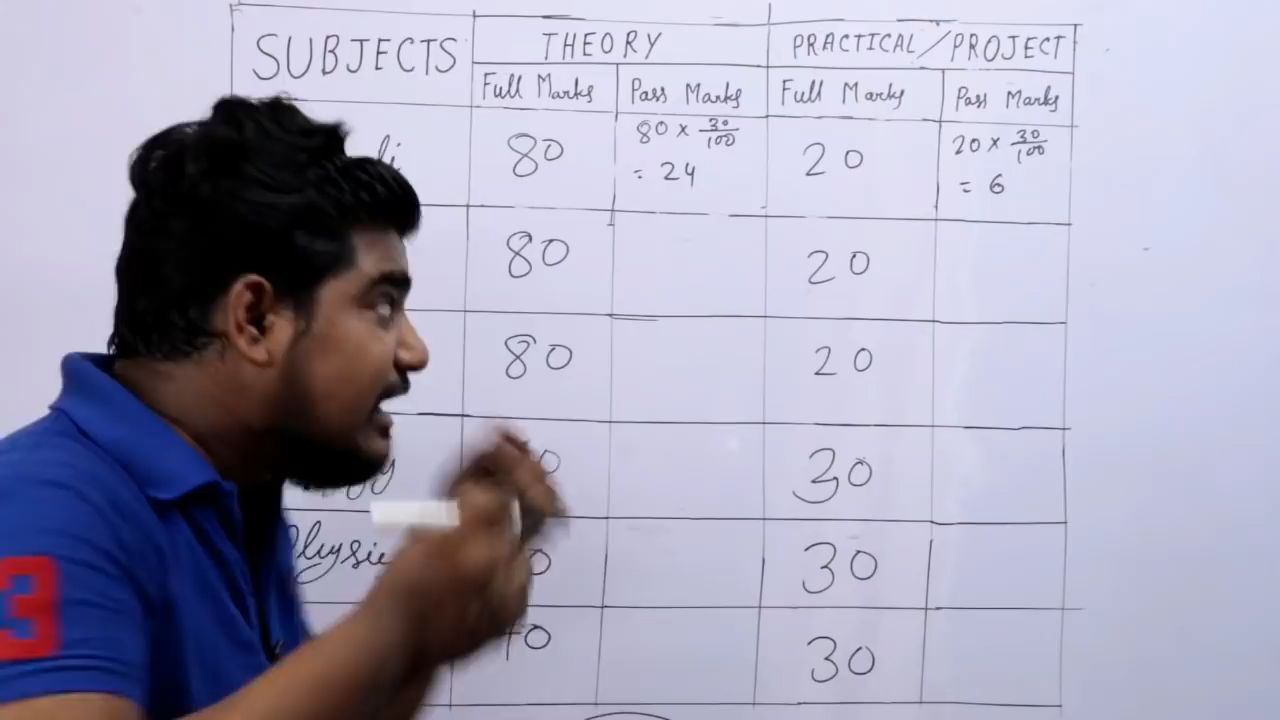 SUBJECTS
THEORY
PRACTICAL/PROJECT
Full Marks
Pass Marks
Full Marks
Pass Marks
80
80 × 30/100
= 24
20
20 × 30/100
= 6
80
20
80
20
30
30
30
3